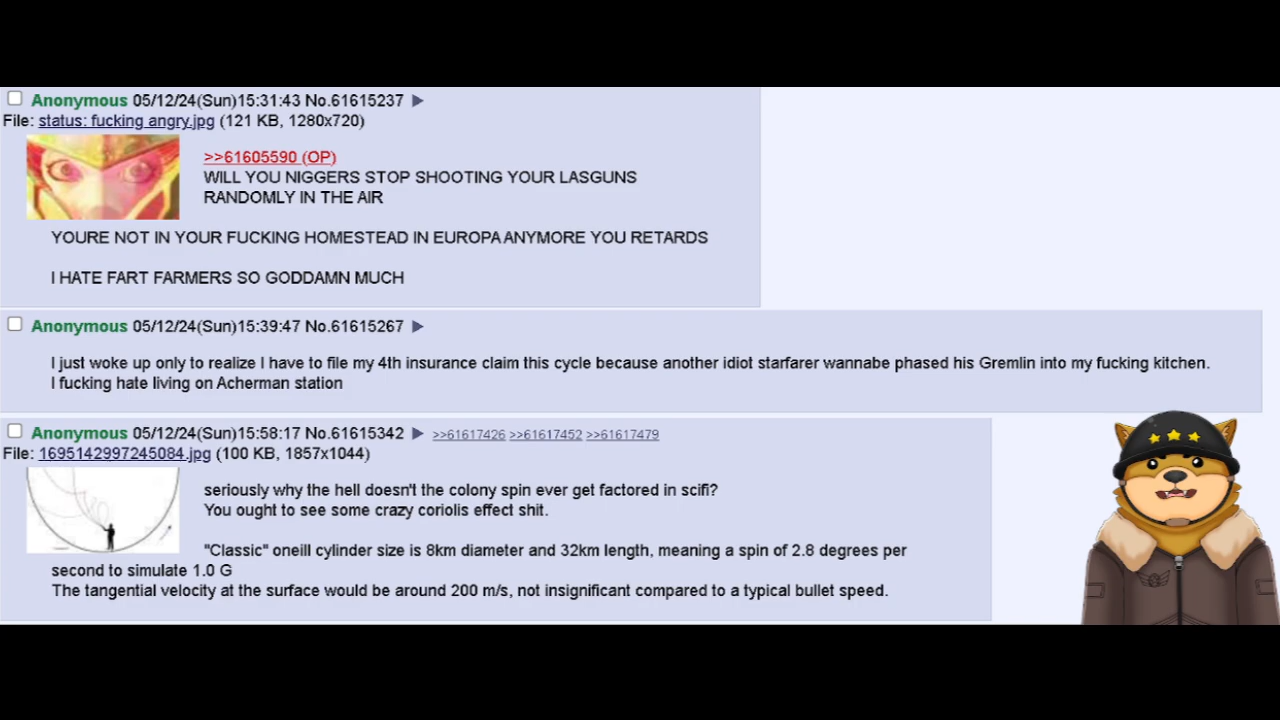 Anonymous 05/12/24(Sun)15:31:43 No.61615237 ▶
File: status: fucking angry.jpg (121 KB, 1280x720)
>>61605590 (OP)
WILL YOU NIGGERS STOP SHOOTING YOUR LASGUNS
RANDOMLY IN THE AIR
YOURE NOT IN YOUR FUCKING HOMESTEAD IN EUROPA ANYMORE YOU RETARDS
I HATE FART FARMERS SO GODDAMN MUCH
Anonymous 05/12/24(Sun)15:39:47 No.61615267 ▶
I just woke up only to realize I have to file my 4th insurance claim this cycle because another idiot starfarer wannabe phased his Gremlin into my fucking kitchen.
I fucking hate living on Acherman station
Anonymous 05/12/24(Sun)15:58:17 No.61615342 ▶ >>61617426 >>61617452 >>61617479
File: 1695142997245084.jpg (100 KB, 1857x1044)
seriously why the hell doesn't the colony spin ever get factored in scifi?
You ought to see some crazy coriolis effect shit.
"Classic" oneill cylinder size is 8km diameter and 32km length, meaning a spin of 2.8 degrees per
second to simulate 1.0 G
The tangential velocity at the surface would be around 200 m/s, not insignificant compared to a typical bullet speed.